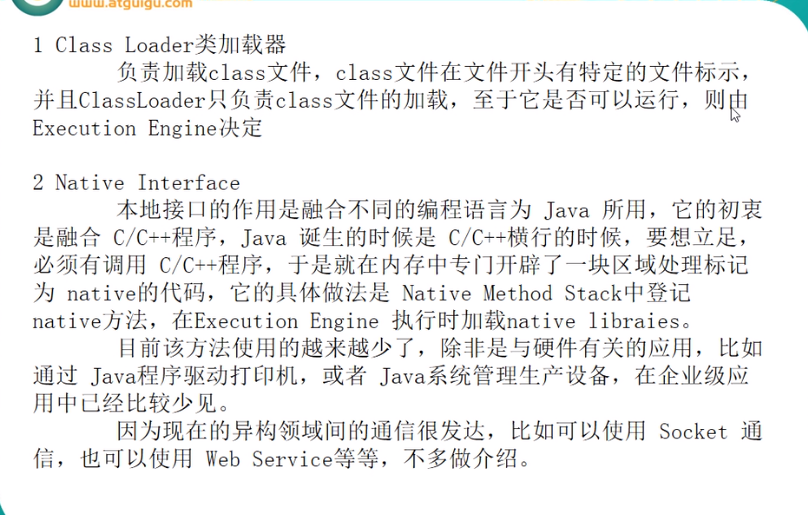 www.atguigu.com
1 Class Loader类加载器
负责加载class文件，class文件在文件开头有特定的文件标示，
并且ClassLoader只负责class文件的加载，至于它是否可以运行，则由
Execution Engine决定
2 Native Interface
本地接口的作用是融合不同的编程语言为 Java 所用，它的初衷
是融合 C/C++程序，Java 诞生的时候是 C/C++横行的时候，要想立足，
必须有调用 C/C++程序，于是就在内存中专门开辟了一块区域处理标记
为 native的代码，它的具体做法是 Native Method Stack中登记
native方法，在Execution Engine 执行时加载native libraies。
目前该方法使用的越来越少了，除非是与硬件有关的应用，比如
通过 Java程序驱动打印机，或者 Java系统管理生产设备，在企业级应
用中已经比较少见。
因为现在的异构领域间的通信很发达，比如可以使用 Socket 通
信，也可以使用 Web Service等等，不多做介绍。